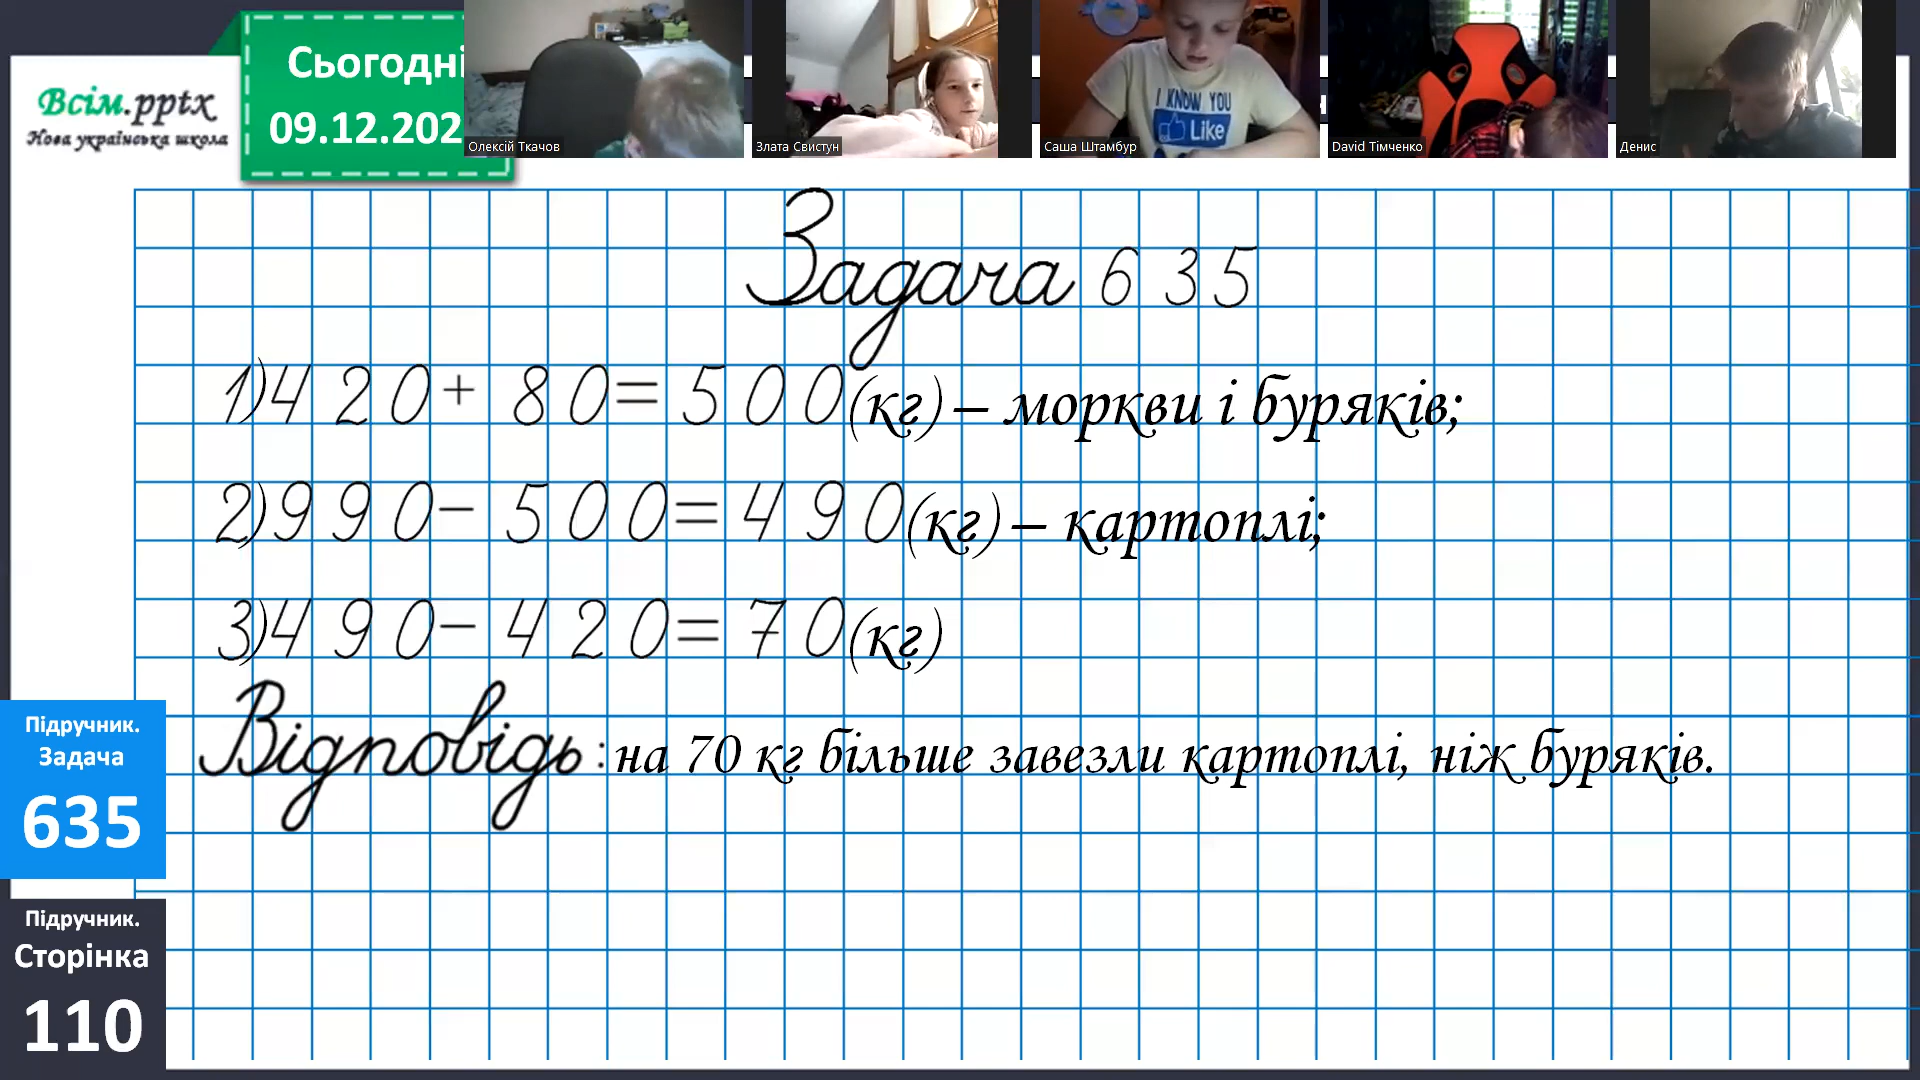 Всім.pptx
Нова українська школа
Сьогодні
09.12.202
Олексій Ткачов
Злата Свистун
I KNOW YOU
Like
Саша Штамбур
David Тімченко
Денис
Задача 635
1)420+ 80=500(кг) – моркви і буряків;
2)990– 500=490(кг) – картоплі;
3)490– 420=70(кг)
Відповідь: на 70 кг більше завезли картоплі, ніж буряків.
Підручник.
Задача
635
Підручник.
Сторінка
110